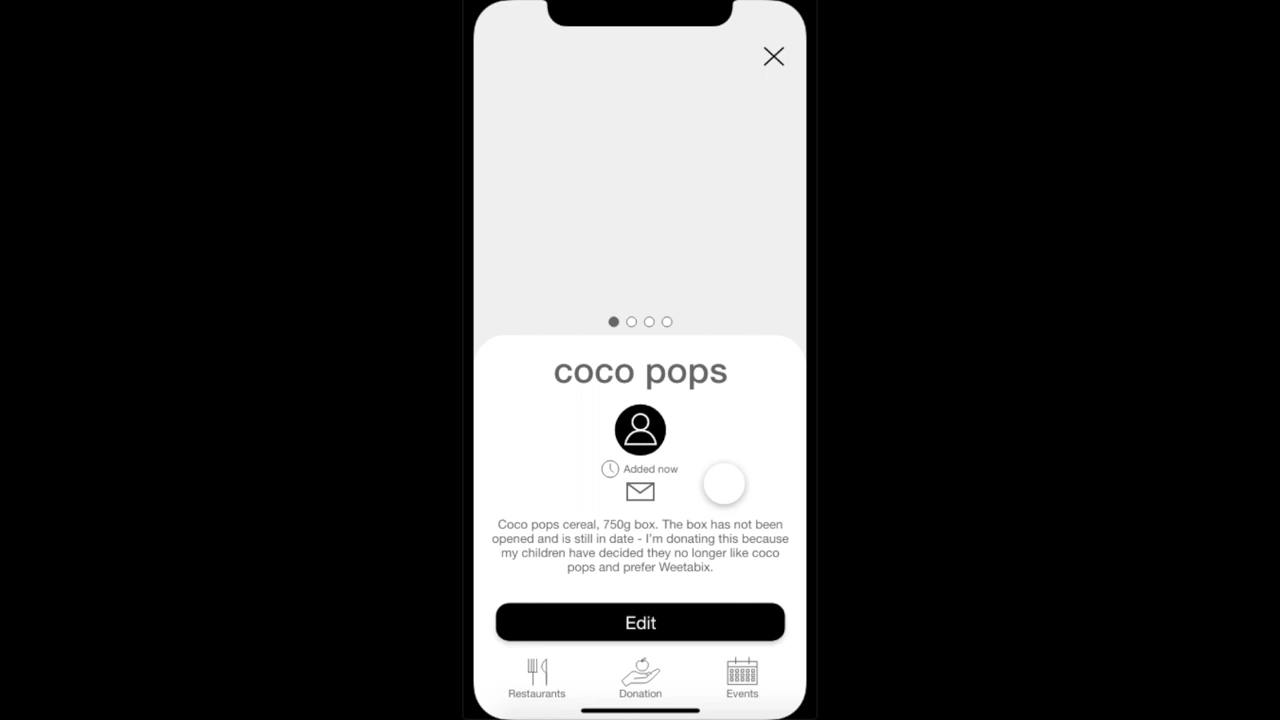 coco pops
Added now
Coco pops cereal, 750g box. The box has not been
opened and is still in date - I'm donating this because
my children have decided they no longer like coco
pops and prefer Weetabix.
Edit
Restaurants
Donation
Events